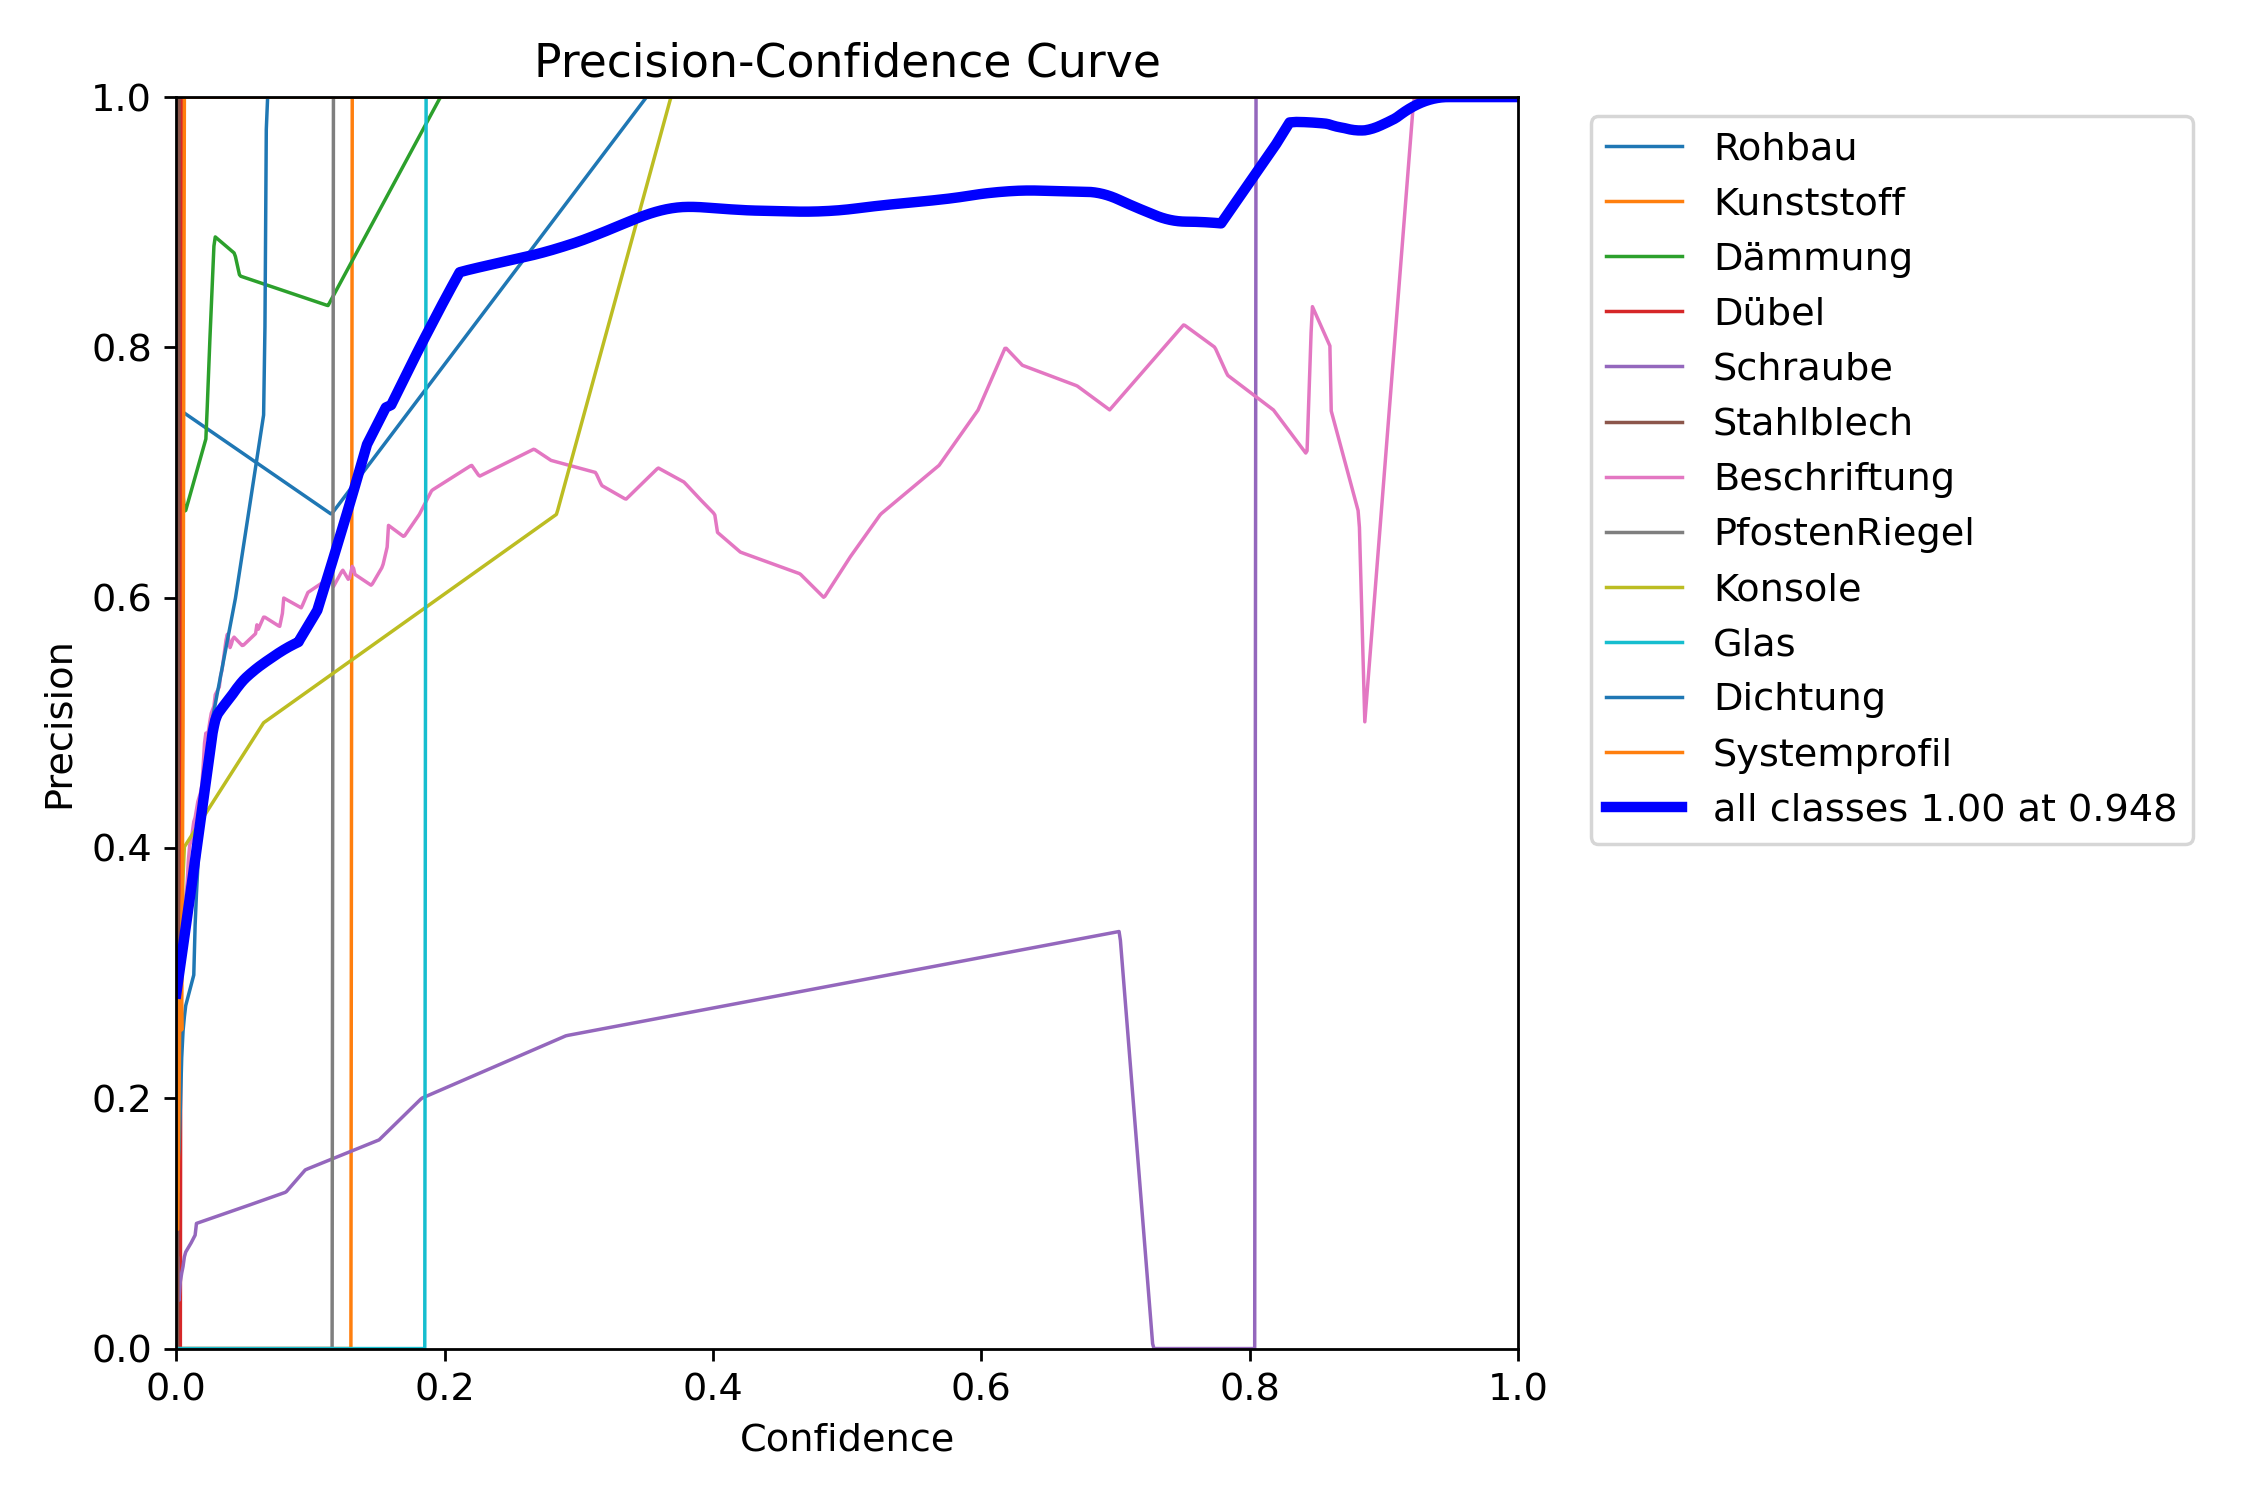 Precision-Confidence Curve
1.0
0.8
0.6
0.4
0.2
0.0
Precision
0.0 0.2 0.4 0.6 0.8 1.0
Confidence
Rohbau
Kunststoff
Dämmung
Dübel
Schraube
Stahlblech
Beschriftung
PfostenRiegel
Konsole
Glas
Dichtung
Systemprofil
all classes 1.00 at 0.948